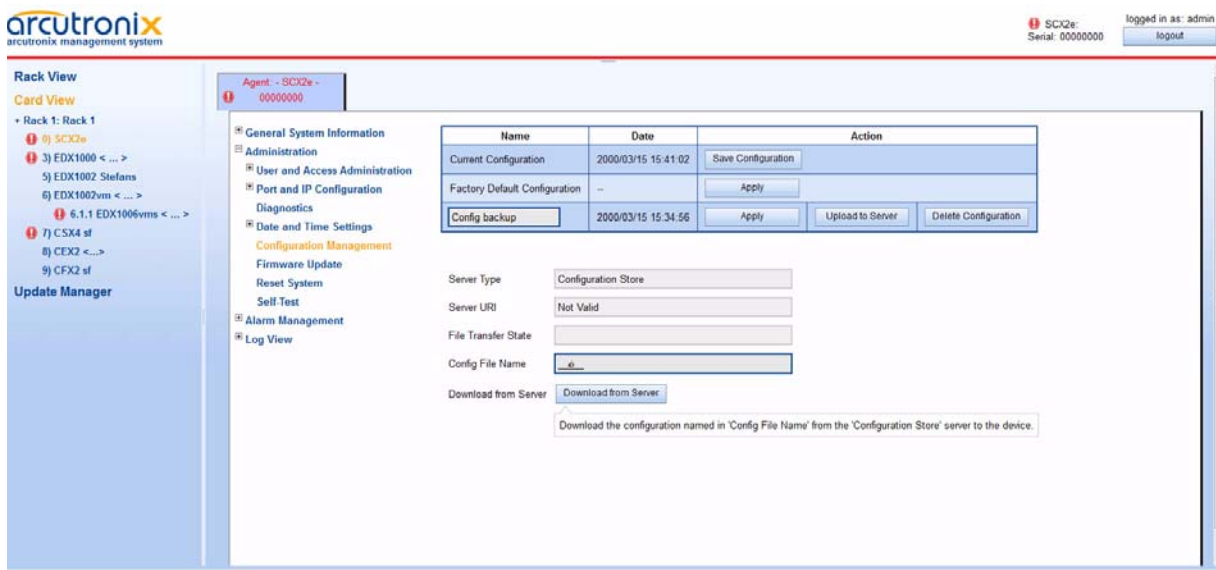 arcutronix
arcutronix management system
SCX2e:
Serial: 00000000
logged in as: admin
logout
Rack View
Card View
Rack 1: Rack 1
0) SCX2e
3) EDX1000 < ... >
5) EDX1002 Stefans
6) EDX1002vm < ... >
6.1.1 EDX1006vms < ... >
7) CSX4 sf
8) CEX2 <...>
9) CFX2 sf
Update Manager
Agent: - SCX2e -
00000000
General System Information
Administration
User and Access Administration
Port and IP Configuration
Diagnostics
Date and Time Settings
Configuration Management
Firmware Update
Reset System
Self-Test
Alarm Management
Log View
Name Date Action
Current Configuration 2000/03/15 15:41:02 Save Configuration
Factory Default Configuration -- Apply
Config backup 2000/03/15 15:34:56 Apply Upload to Server Delete Configuration
Server Type Configuration Store
Server URI Not Valid
File Transfer State
Config File Name
Download from Server Download from Server
Download the configuration named in 'Config File Name' from the 'Configuration Store' server to the device.